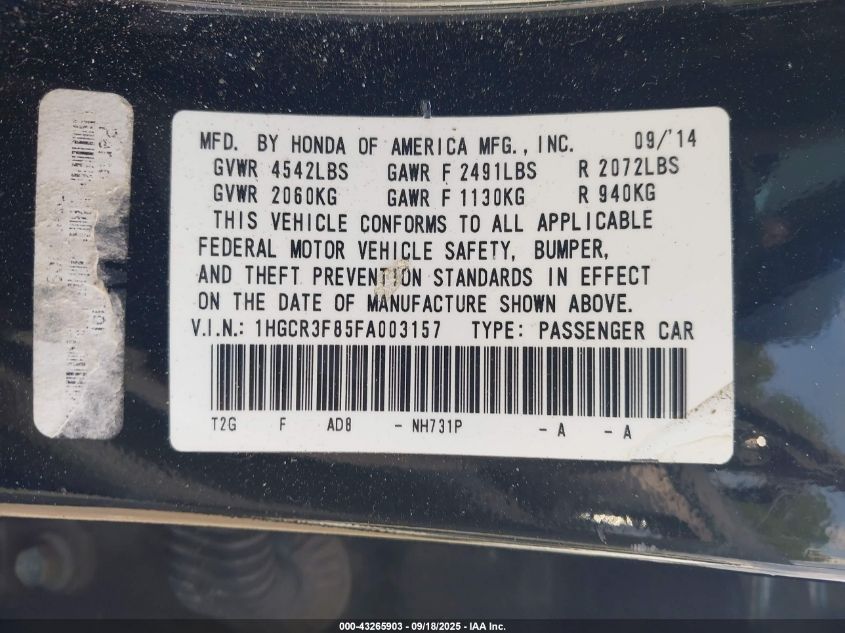 MFD. BY HONDA OF AMERICA MFG., INC. 09/'14
GVWR 4542LBS GAWR F 2491LBS R 2072LBS
GVWR 2060KG GAWR F 1130KG R 940KG
THIS VEHICLE CONFORMS TO ALL APPLICABLE
FEDERAL MOTOR VEHICLE SAFETY, BUMPER,
AND THEFT PREVENTION STANDARDS IN EFFECT
ON THE DATE OF MANUFACTURE SHOWN ABOVE.
V.I.N.: 1HGCR3F85FA003157 TYPE: PASSENGER CAR
T2G F AD8 - NH731P - A - A
000-43265903 - 09/18/2025 - IAA Inc.